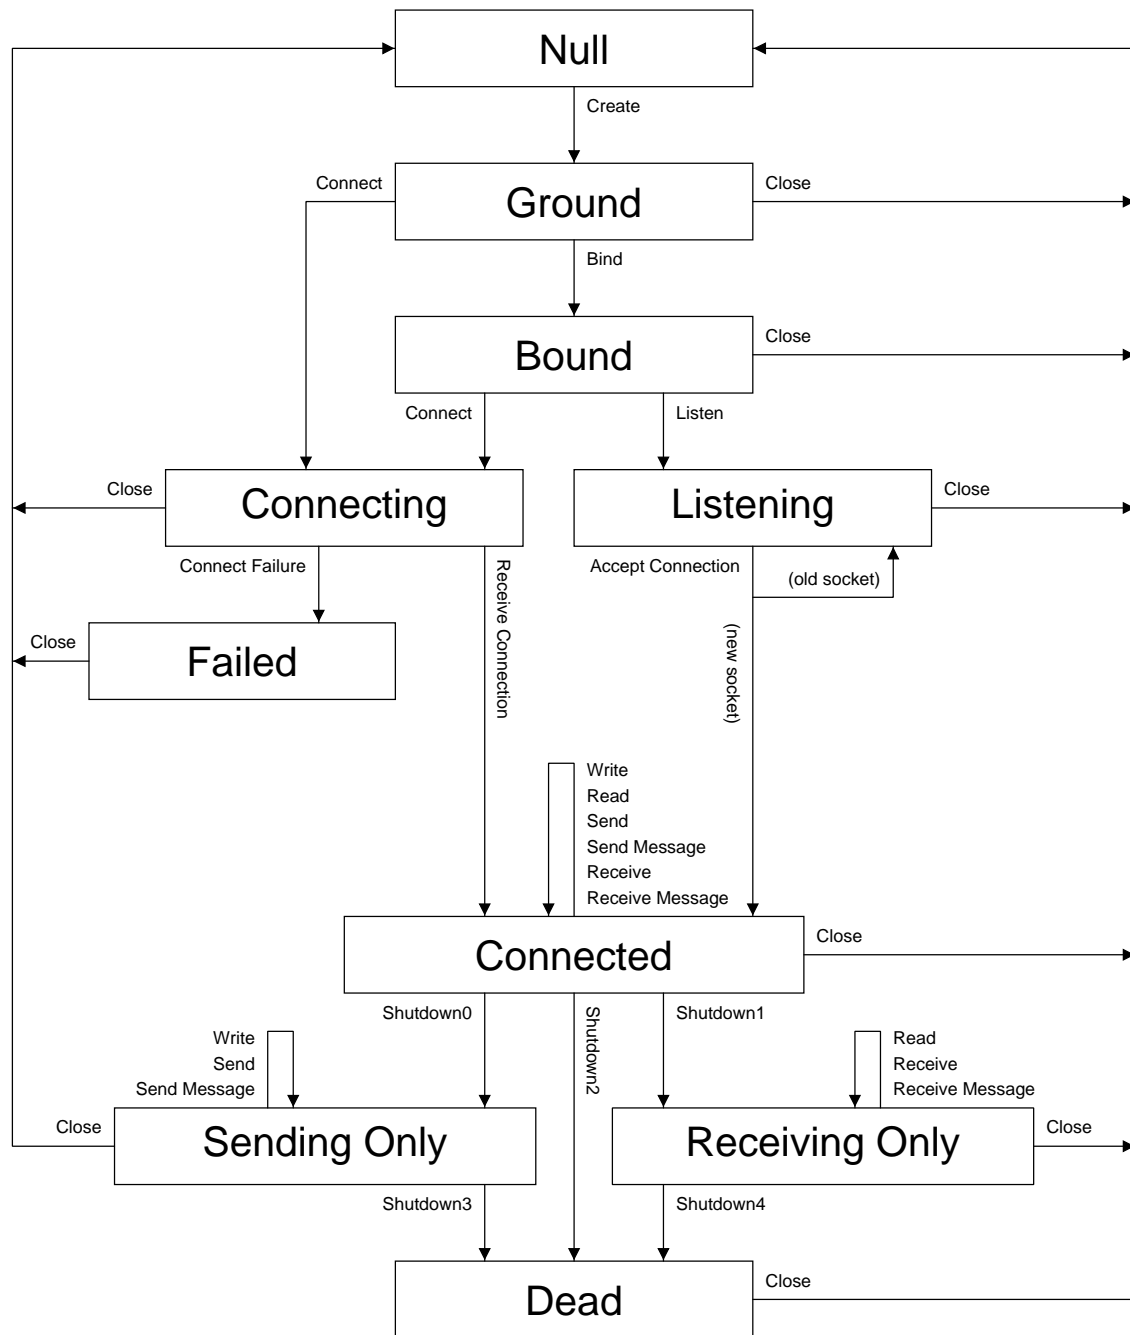 Null
Create
Connect
Ground
Close
Bind
Bound
Close
Connect
Listen
Close
Connecting
Listening
Close
Connect Failure
Receive Connection
Accept Connection
(old socket)
Close
Failed
(new socket)
Write
Read
Send
Send Message
Receive
Receive Message
Connected
Close
Shutdown0
Shutdown2
Shutdown1
Write
Send
Send Message
Read
Receive
Receive Message
Close
Sending Only
Receiving Only
Close
Shutdown3
Shutdown4
Dead
Close